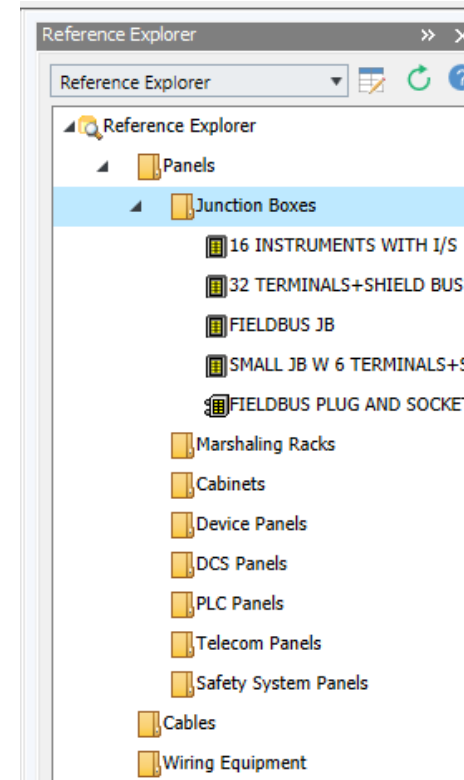 Reference Explorer
Reference Explorer
Reference Explorer
Panels
Junction Boxes
16 INSTRUMENTS WITH I/S
32 TERMINALS+SHIELD BUS
FIELDBUS JB
SMALL JB W 6 TERMINALS+S
FIELDBUS PLUG AND SOCKET
Marshaling Racks
Cabinets
Device Panels
DCS Panels
PLC Panels
Telecom Panels
Safety System Panels
Cables
Wiring Equipment